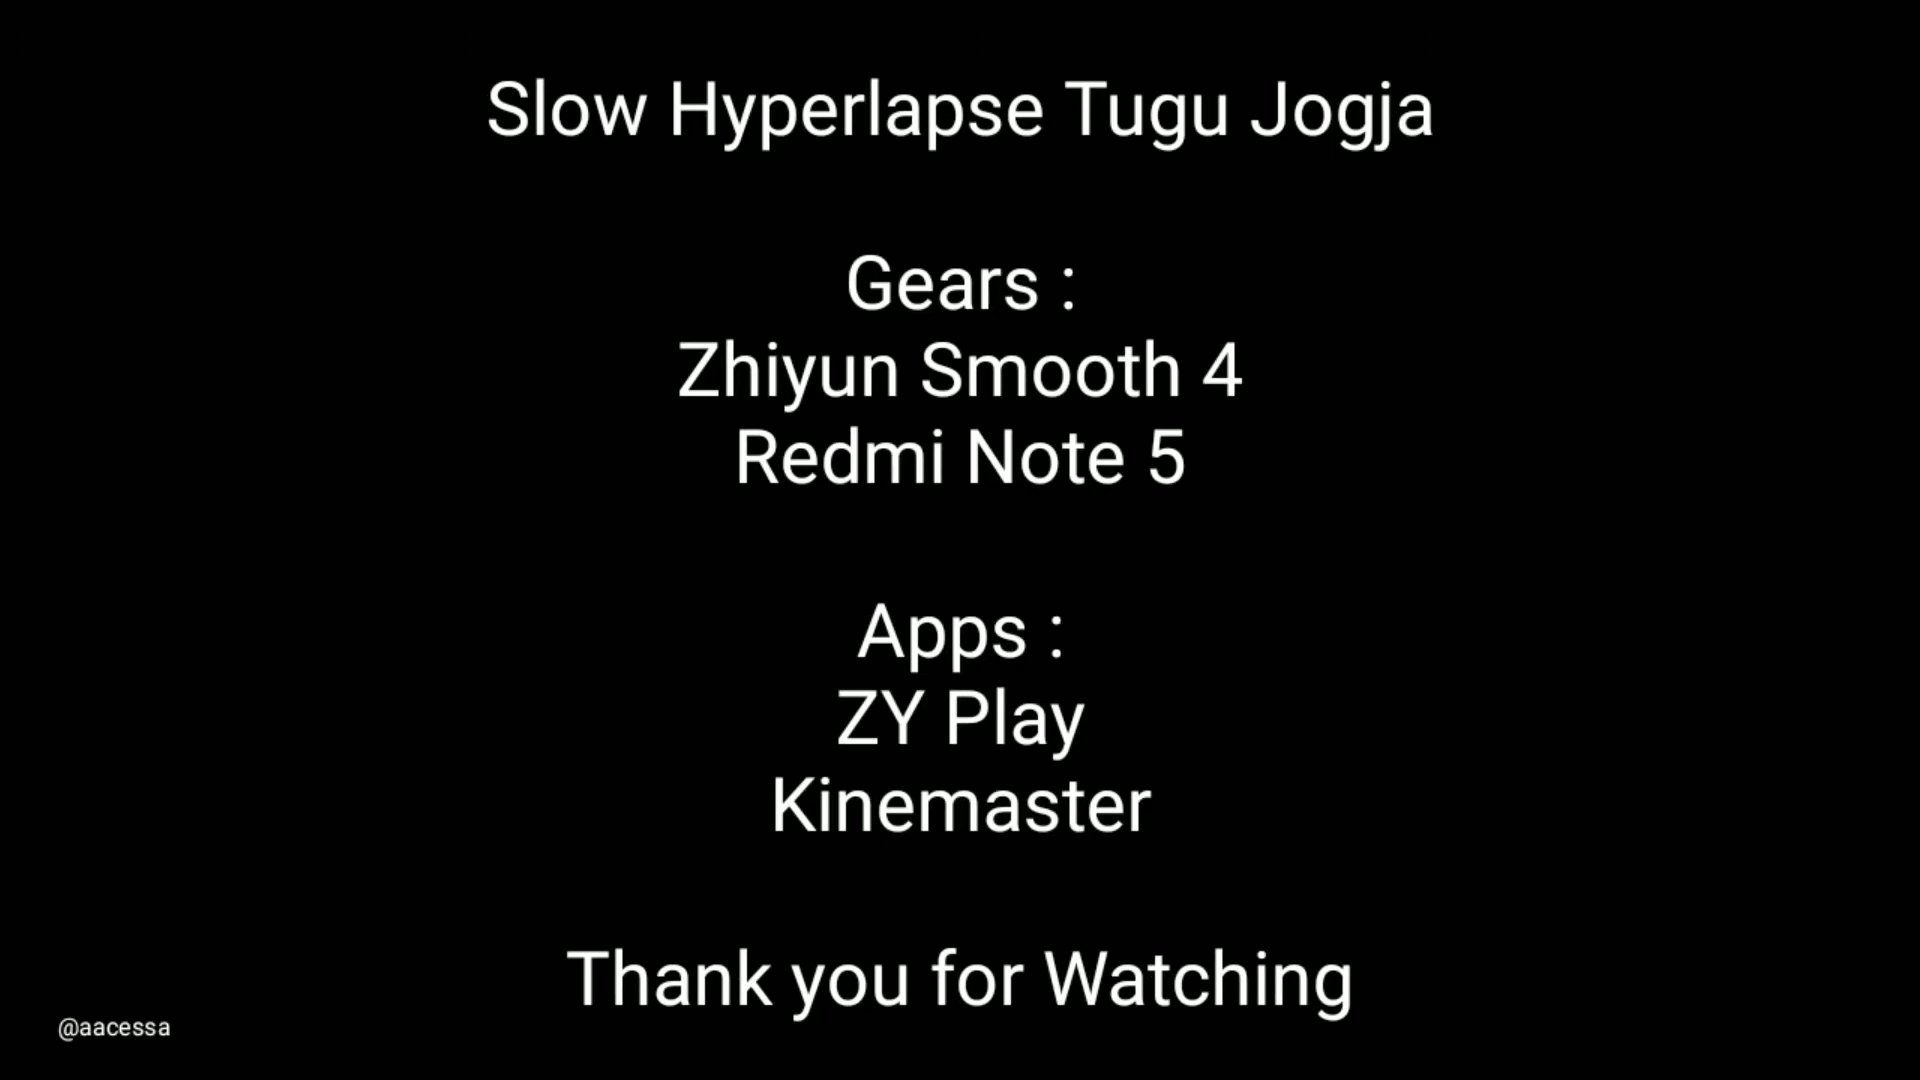 Slow Hyperlapse Tugu Jogja
Gears :
Zhiyun Smooth 4
Redmi Note 5
Apps :
ZY Play
Kinemaster
Thank you for Watching
@aacessa